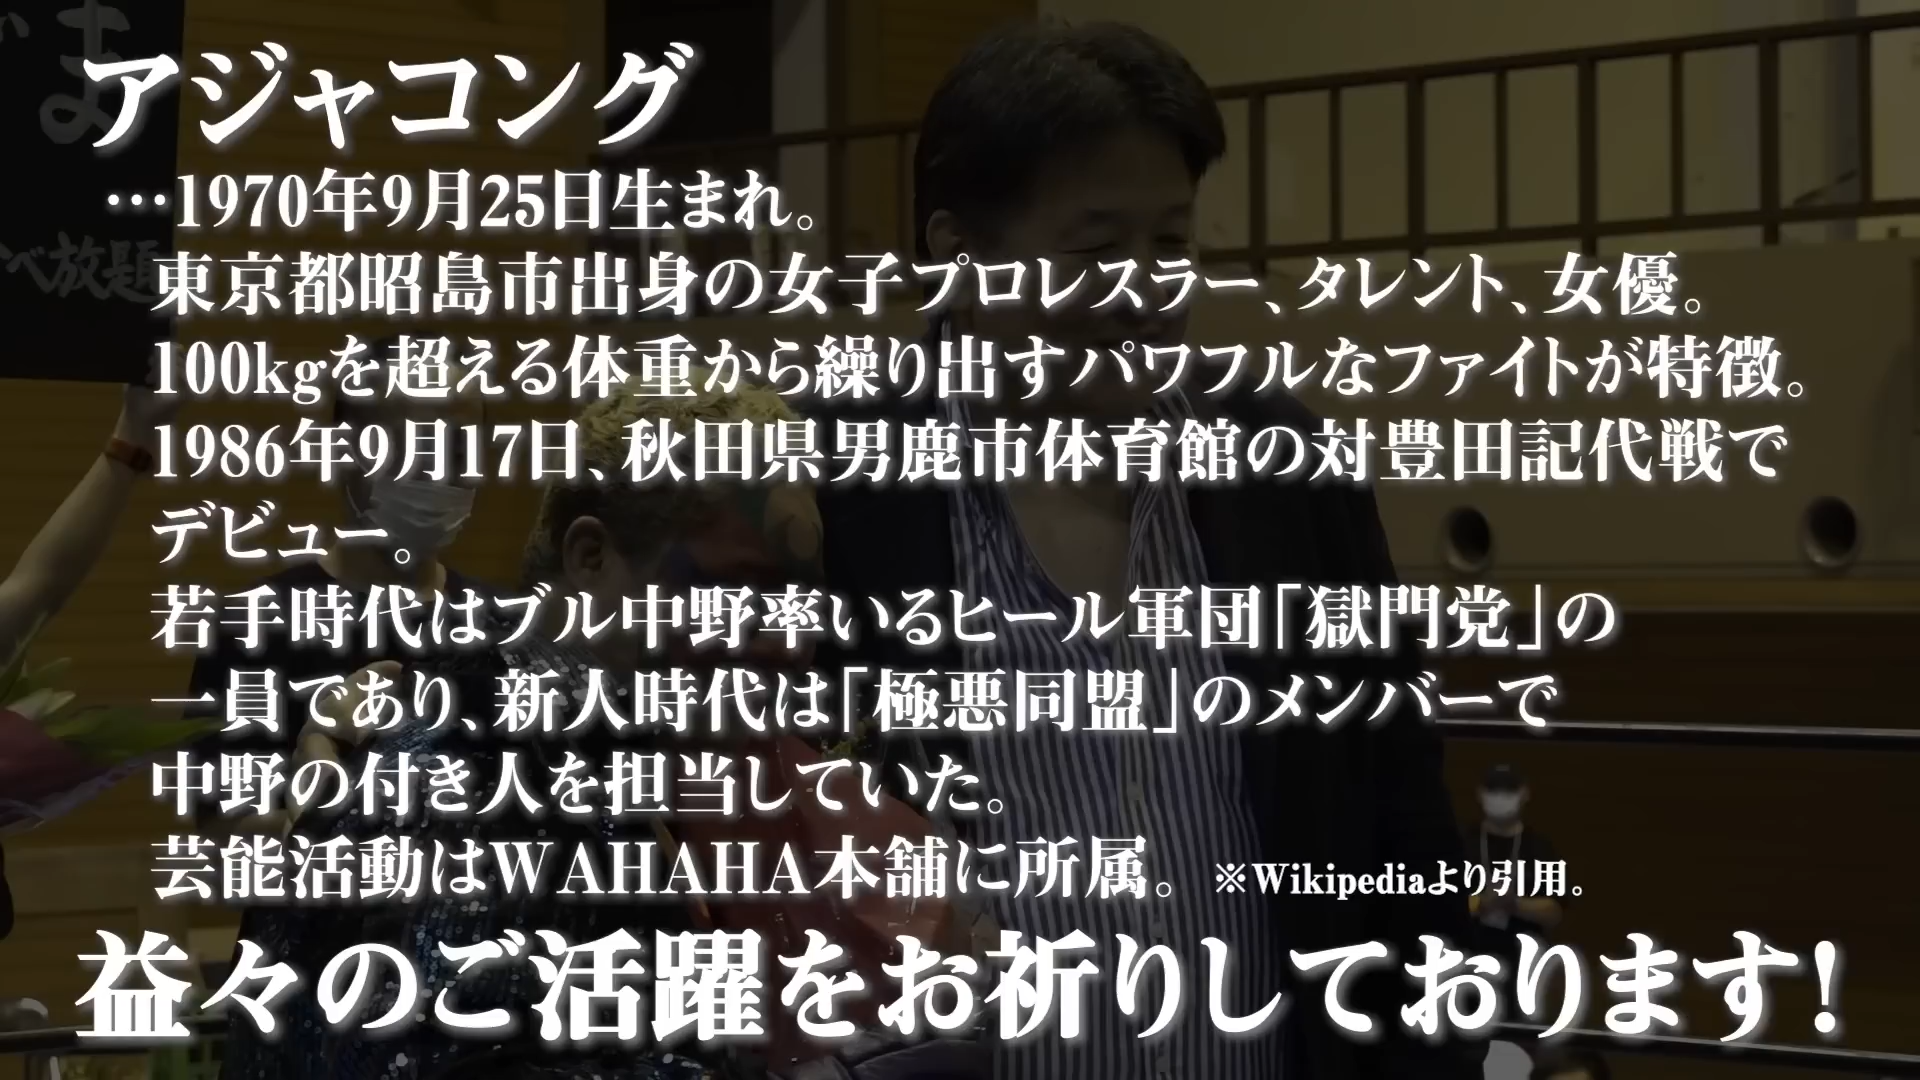 アジャコング
…1970年9月25日生まれ。
東京都昭島市出身の女子プロレスラー、タレント、女優。
100kgを超える体重から繰り出すパワフルなファイトが特徴。
1986年9月17日、秋田県男鹿市体育館の対豊田記代戦で
デビュー。
若手時代はブル中野率いるヒール軍団「獄門党」の
一員であり、新人時代は「極悪同盟」のメンバーで
中野の付き人を担当していた。
芸能活動はWAHAHA本舗に所属。 ※Wikipediaより引用。
益々のご活躍をお祈りしております！
ま
べ放題